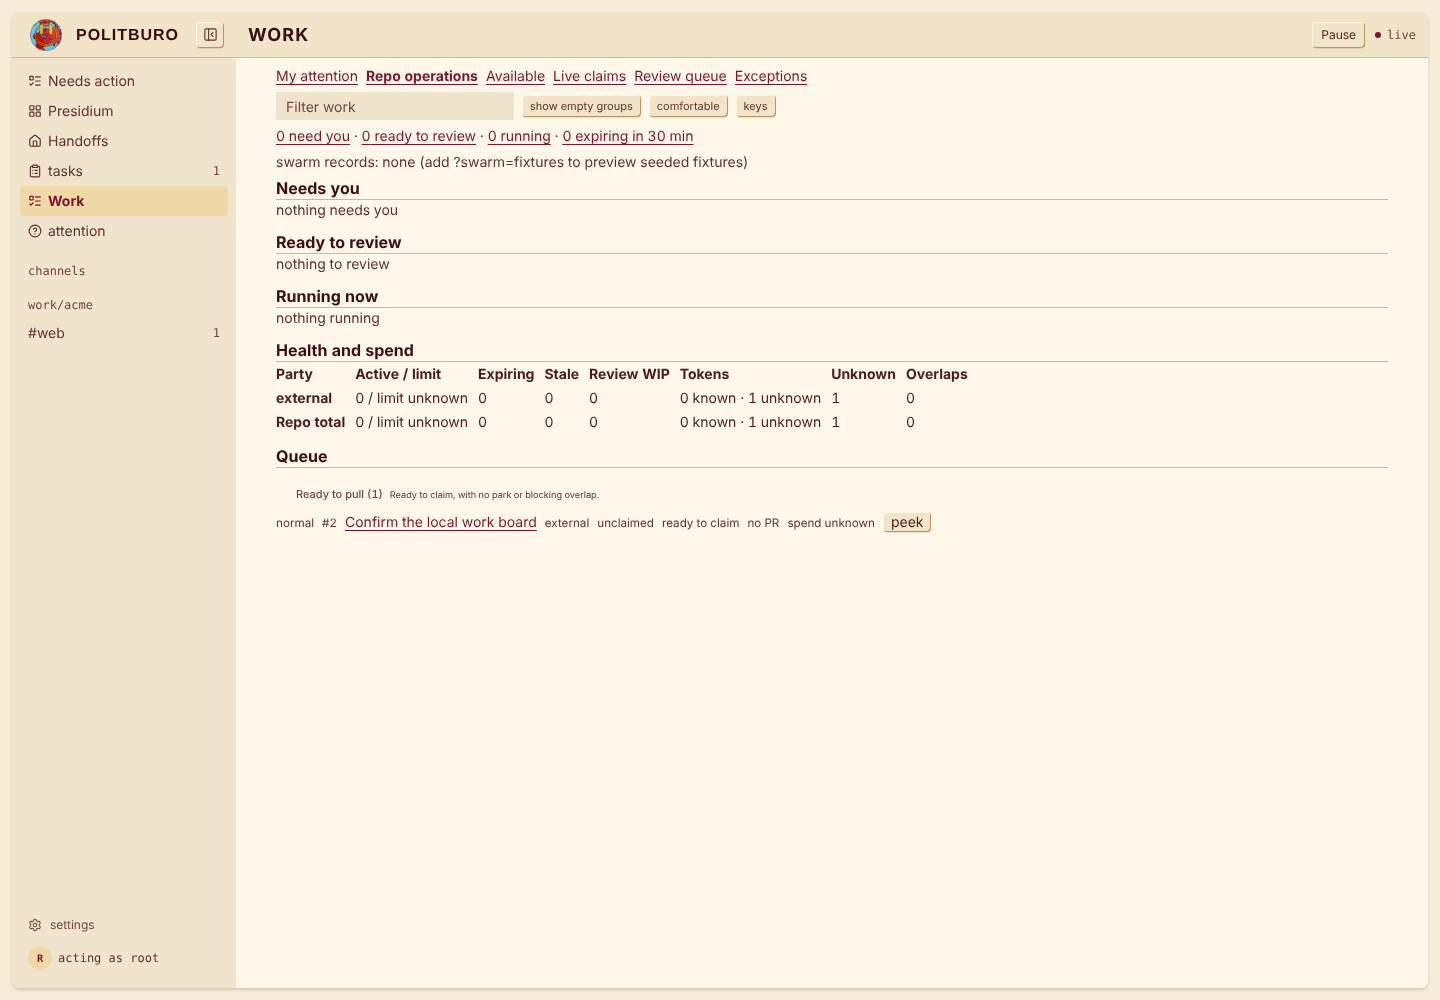 POLITBURO
WORK
Pause
live
Needs action
Presidium
Handoffs
tasks 1
Work
attention
channels
work/acme
#web 1
settings
R acting as root
My attention Repo operations Available Live claims Review queue Exceptions
Filter work show empty groups comfortable keys
0 need you · 0 ready to review · 0 running · 0 expiring in 30 min
swarm records: none (add ?swarm=fixtures to preview seeded fixtures)
Needs you
nothing needs you
Ready to review
nothing to review
Running now
nothing running
Health and spend
Party Active / limit Expiring Stale Review WIP Tokens Unknown Overlaps
external 0 / limit unknown 0 0 0 0 known · 1 unknown 1 0
Repo total 0 / limit unknown 0 0 0 0 known · 1 unknown 1 0
Queue
Ready to pull (1) Ready to claim, with no park or blocking overlap.
normal #2 Confirm the local work board external unclaimed ready to claim no PR spend unknown peek